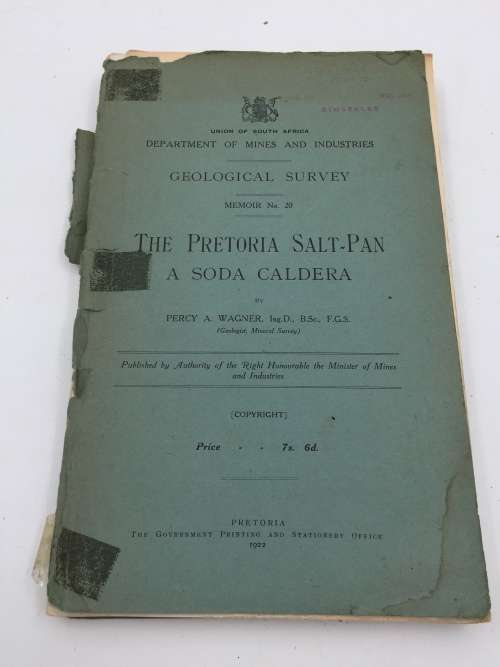 KIMBERLEY
UNION OF SOUTH AFRICA
DEPARTMENT OF MINES AND INDUSTRIES
GEOLOGICAL SURVEY
MEMOIR No. 20
THE PRETORIA SALT-PAN
A SODA CALDERA
BY
PERCY A. WAGNER, Ing.D., B.Sc., F.G.S.
(Geologist, Mineral Survey)
Published by Authority of the Right Honourable the Minister of Mines
and Industries
[COPYRIGHT]
Price - - 7s. 6d.
PRETORIA
THE GOVERNMENT PRINTING AND STATIONERY OFFICE
1922